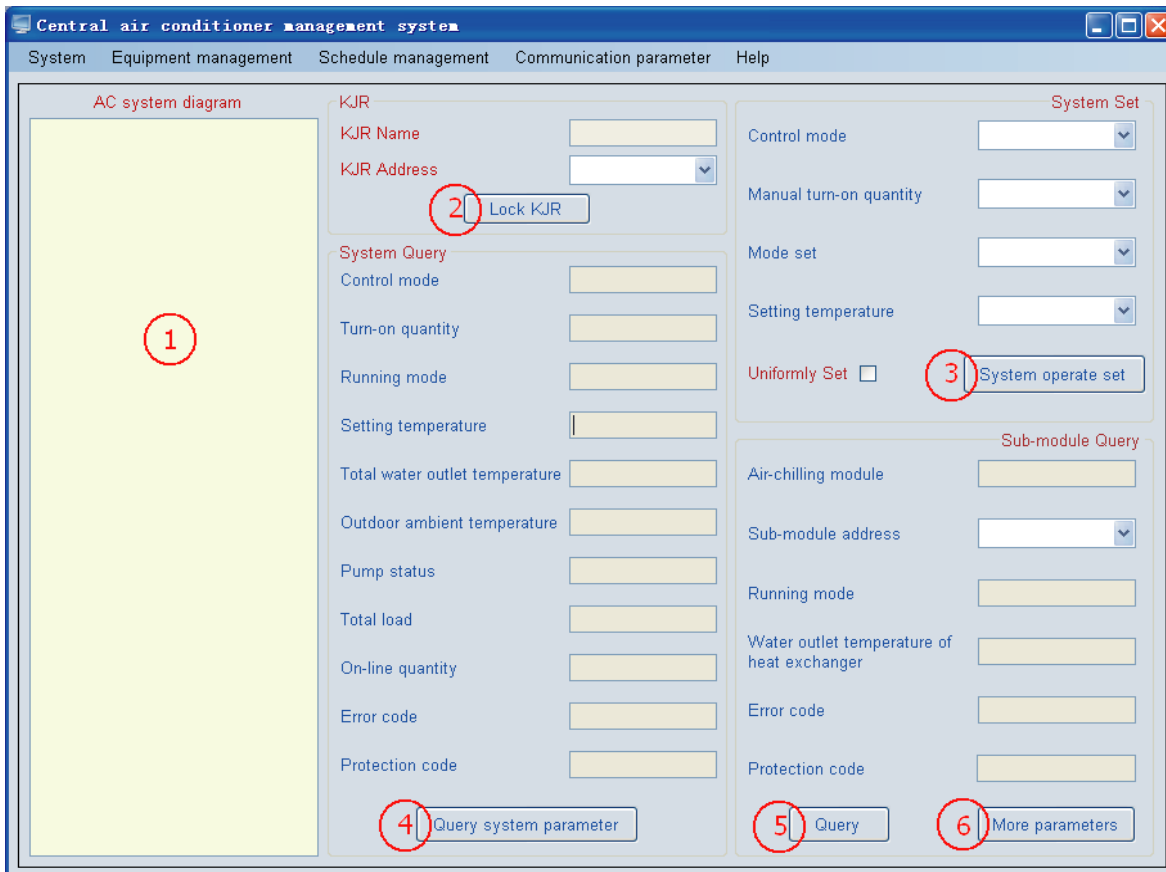 Central air conditioner management system
System Equipment management Schedule management Communication parameter Help
AC system diagram
1
KJR
KJR Name
KJR Address
2 Lock KJR
System Query
Control mode
Turn-on quantity
Running mode
Setting temperature
Total water outlet temperature
Outdoor ambient temperature
Pump status
Total load
On-line quantity
Error code
Protection code
4 Query system parameter
System Set
Control mode
Manual turn-on quantity
Mode set
Setting temperature
Uniformly Set
3 System operate set
Sub-module Query
Air-chilling module
Sub-module address
Running mode
Water outlet temperature of
heat exchanger
Error code
Protection code
5 Query
6 More parameters